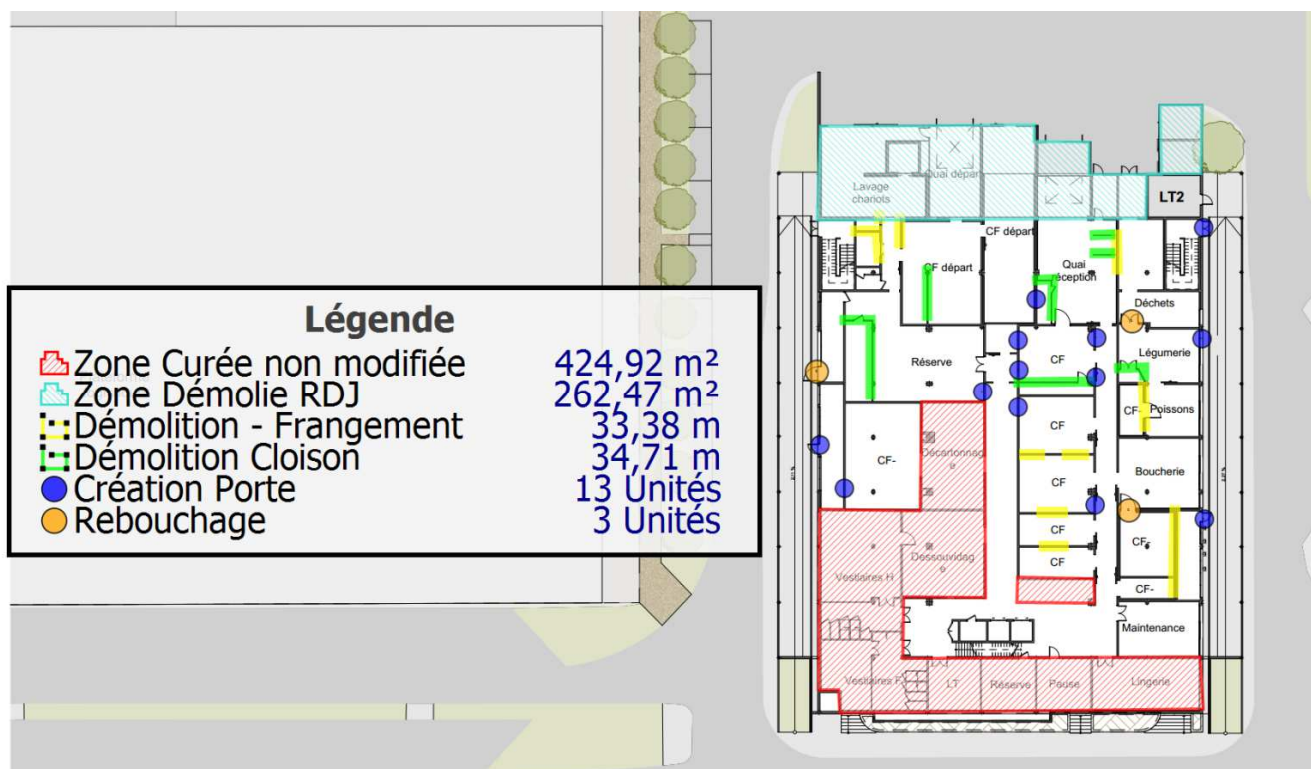 Lavage
chariots
Quai départ
LT2
CF départ
CF départ
Quai
réception
Déchets
Légende
Zone Curée non modifiée 424,92 m²
Zone Démolie RDJ 262,47 m²
Démolition - Frangement 33,38 m
Démolition Cloison 34,71 m
Création Porte 13 Unités
Rebouchage 3 Unités
Réserve
CF
Légumerie
CF- Poissons
CF
Décartonnag
e
CF-
CF
Boucherie
CF
CF-
Dessouvidag
e
Vestiaires H
CF
CF-
Maintenance
Vestiaires F
LT
Réserve
Pause
Lingerie